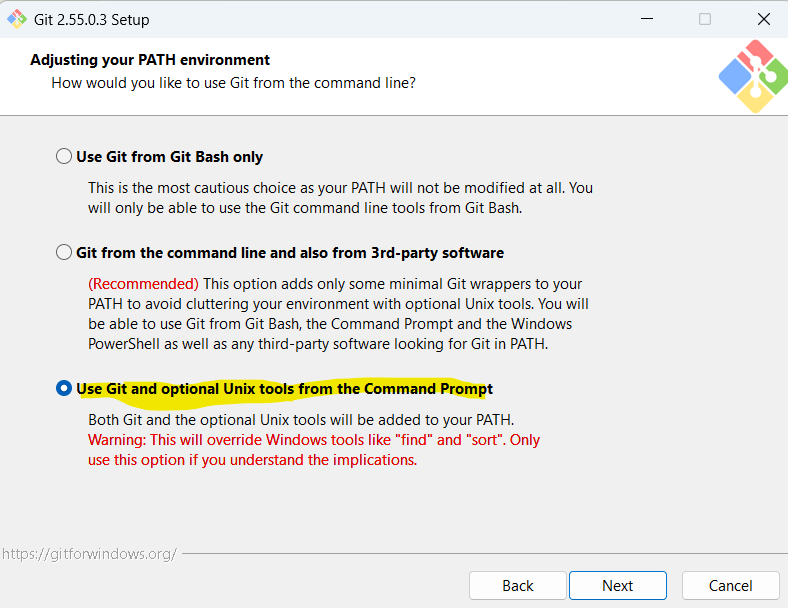 Git 2.55.0.3 Setup
Adjusting your PATH environment
How would you like to use Git from the command line?
Use Git from Git Bash only
This is the most cautious choice as your PATH will not be modified at all. You
will only be able to use the Git command line tools from Git Bash.
Git from the command line and also from 3rd-party software
(Recommended) This option adds only some minimal Git wrappers to your
PATH to avoid cluttering your environment with optional Unix tools. You will
be able to use Git from Git Bash, the Command Prompt and the Windows
PowerShell as well as any third-party software looking for Git in PATH.
Use Git and optional Unix tools from the Command Prompt
Both Git and the optional Unix tools will be added to your PATH.
Warning: This will override Windows tools like "find" and "sort". Only
use this option if you understand the implications.
https://gitforwindows.org/
Back Next Cancel